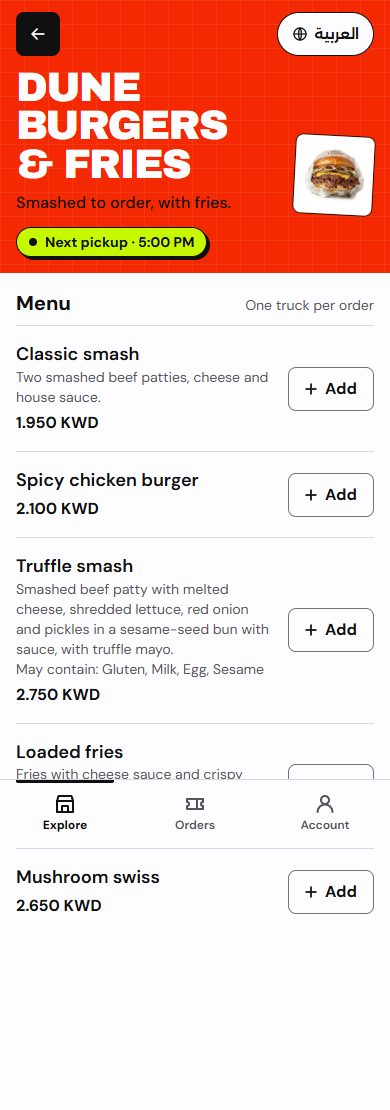 العربية
DUNE
BURGERS
& FRIES
Smashed to order, with fries.
Next pickup · 5:00 PM
Menu
One truck per order
Classic smash
Two smashed beef patties, cheese and
house sauce.
1.950 KWD
+ Add
Spicy chicken burger
2.100 KWD
+ Add
Truffle smash
Smashed beef patty with melted
cheese, shredded lettuce, red onion
and pickles in a sesame-seed bun with
sauce, with truffle mayo.
May contain: Gluten, Milk, Egg, Sesame
2.750 KWD
+ Add
Loaded fries
Fries with cheese sauce and crispy
Explore
Orders
Account
Mushroom swiss
2.650 KWD
+ Add